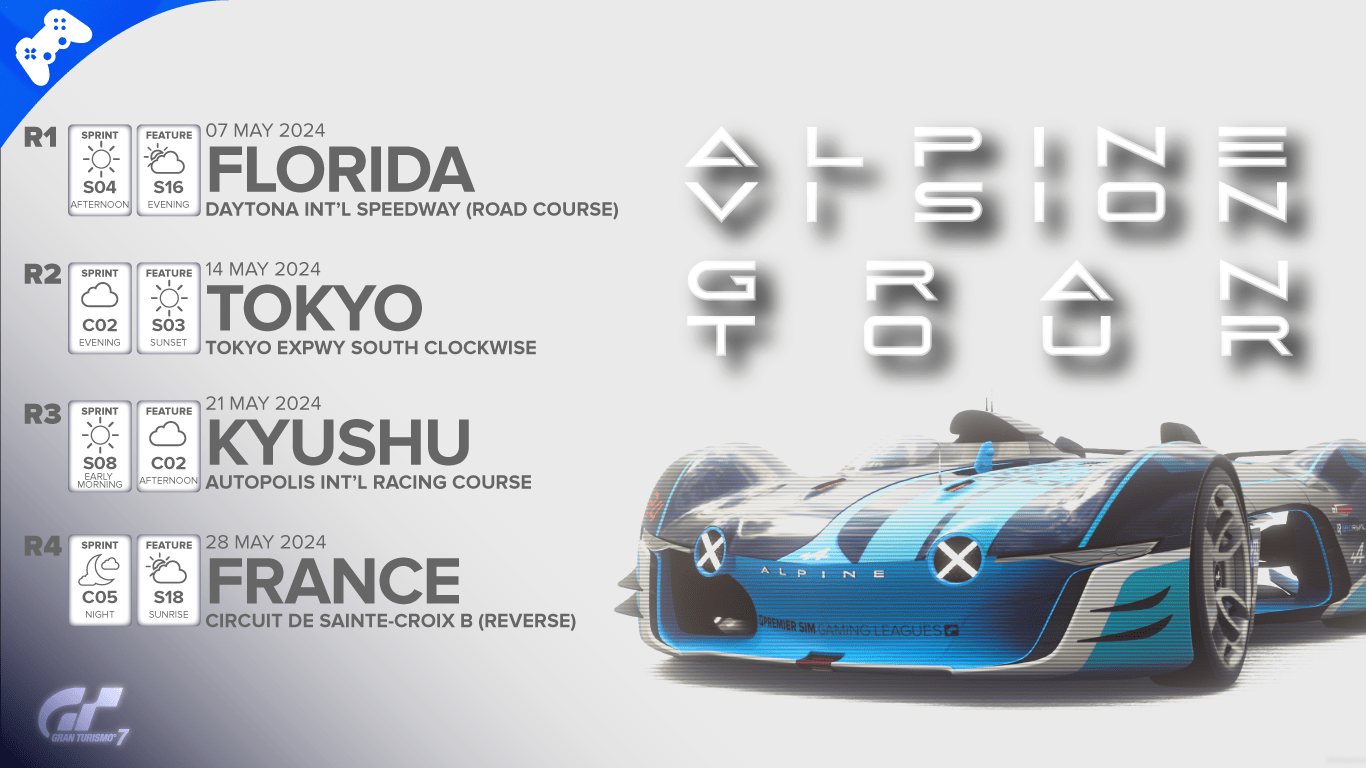 R1
SPRINT
S04
AFTERNOON
FEATURE
S16
EVENING
07 MAY 2024
FLORIDA
DAYTONA INT'L SPEEDWAY (ROAD COURSE)
R2
SPRINT
C02
EVENING
FEATURE
S03
SUNSET
14 MAY 2024
TOKYO
TOKYO EXPWY SOUTH CLOCKWISE
R3
SPRINT
S08
EARLY
MORNING
FEATURE
C02
AFTERNOON
21 MAY 2024
KYUSHU
AUTOPOLIS INT'L RACING COURSE
R4
SPRINT
C05
NIGHT
FEATURE
S18
SUNRISE
28 MAY 2024
FRANCE
CIRCUIT DE SAINTE-CROIX B (REVERSE)
GRAN TURISMO 7
ALPINE
VISION
GRAN
TOUR
ALPINE
PREMIER SIM GAMING LEAGUES